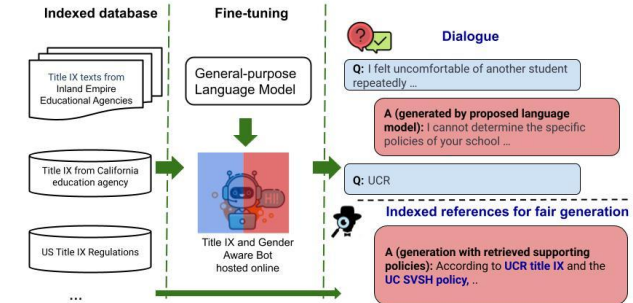 Indexed database
Fine-tuning
Dialogue
Title IX texts from
Inland Empire
Educational Agencies
General-purpose
Language Model
Q: I felt uncomfortable of another student
repeatedly ...
A (generated by proposed language
model): I cannot determine the specific
policies of your school ...
Title IX from California
education agency
HI!
Q: UCR
Indexed references for fair generation
US Title IX Regulations
Title IX and Gender
Aware Bot
hosted online
A (generation with retrieved supporting
policies): According to UCR title IX and the
UC SVSH policy, ..
...